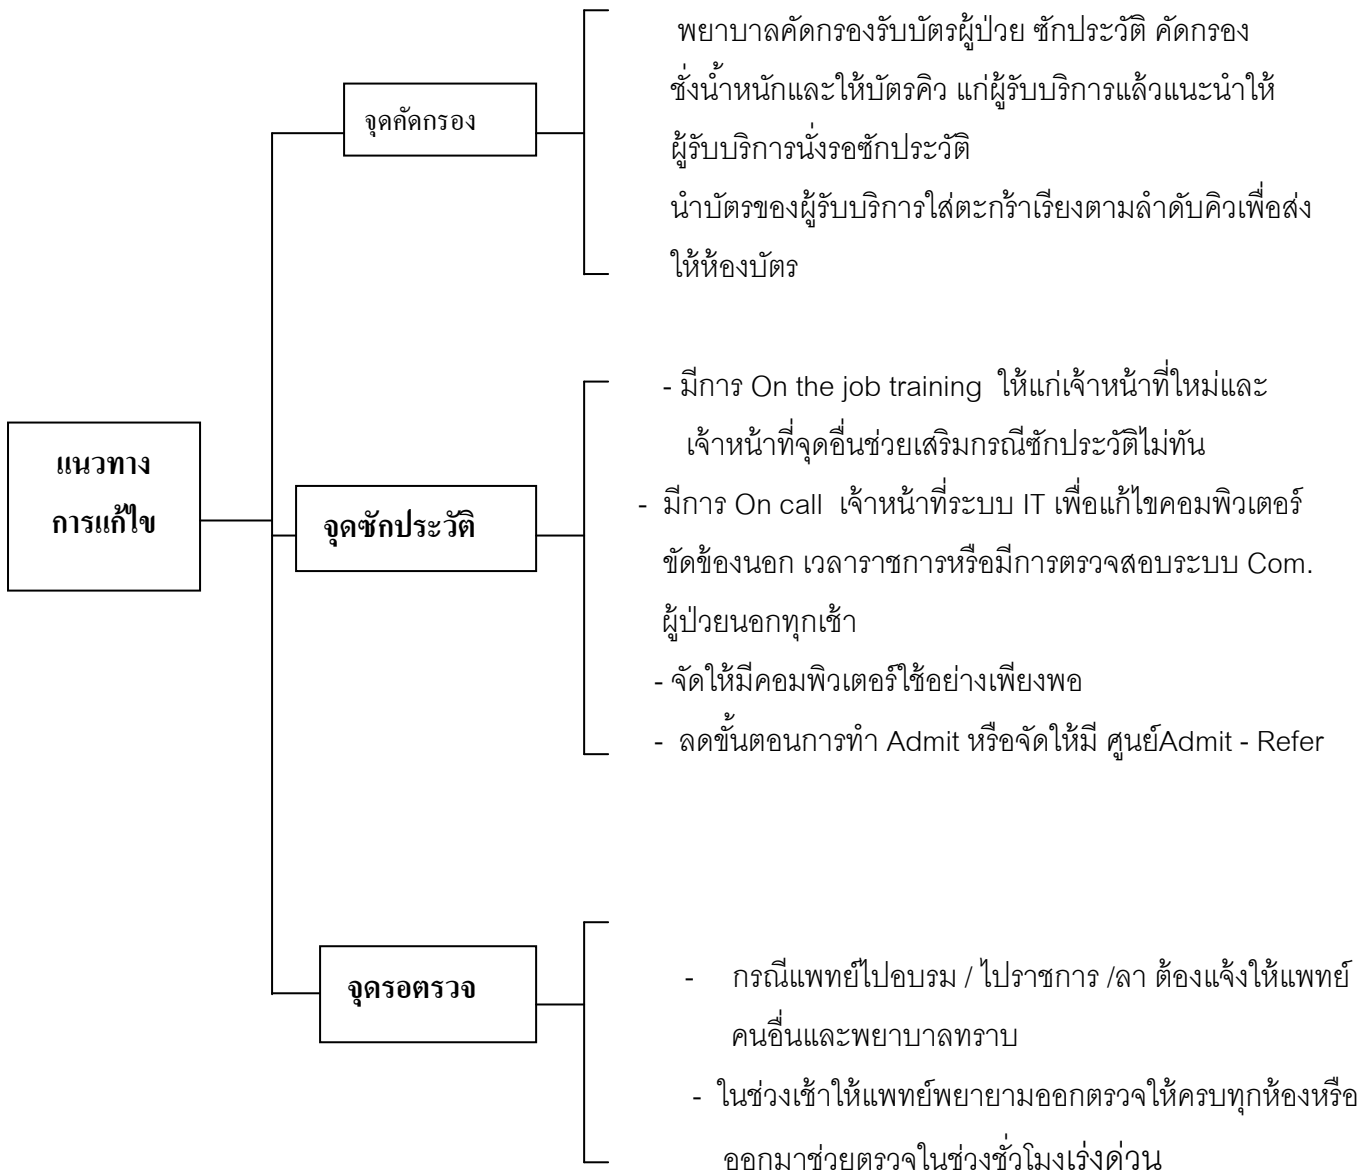 พยาบาลคัดกรองรับบัตรผู้ป่วย ซักประวัติ คัดกรอง
ชั่งน้ำหนักและให้บัตรคิว แก่ผู้รับบริการแล้วแนะนำให้
จุดคัดกรอง
ผู้รับบริการนั่งรอซักประวัติ
นำบัตรของผู้รับบริการใส่ตะกร้าเรียงตามลำดับคิวเพื่อส่ง
ให้ห้องบัตร
แนวทาง
การแก้ไข
จุดซักประวัติ
- มีการ On the job training ให้แก่เจ้าหน้าที่ใหม่และ
เจ้าหน้าที่จุดอื่นช่วยเสริมกรณีซักประวัติไม่ทัน
- มีการ On call เจ้าหน้าที่ระบบ IT เพื่อแก้ไขคอมพิวเตอร์
ขัดข้องนอก เวลาราชการหรือมีการตรวจสอบระบบ Com.
ผู้ป่วยนอกทุกเช้า
- จัดให้มีคอมพิวเตอร์ใช้อย่างเพียงพอ
- ลดขั้นตอนการทำ Admit หรือจัดให้มี ศูนย์Admit - Refer
จุดรอตรวจ
- กรณีแพทย์ไปอบรม / ไปราชการ /ลา ต้องแจ้งให้แพทย์
คนอื่นและพยาบาลทราบ
- ในช่วงเช้าให้แพทย์พยายามออกตรวจให้ครบทุกห้องหรือ
ออกมาช่วยตรวจในช่วงชั่วโมงเร่งด่วน